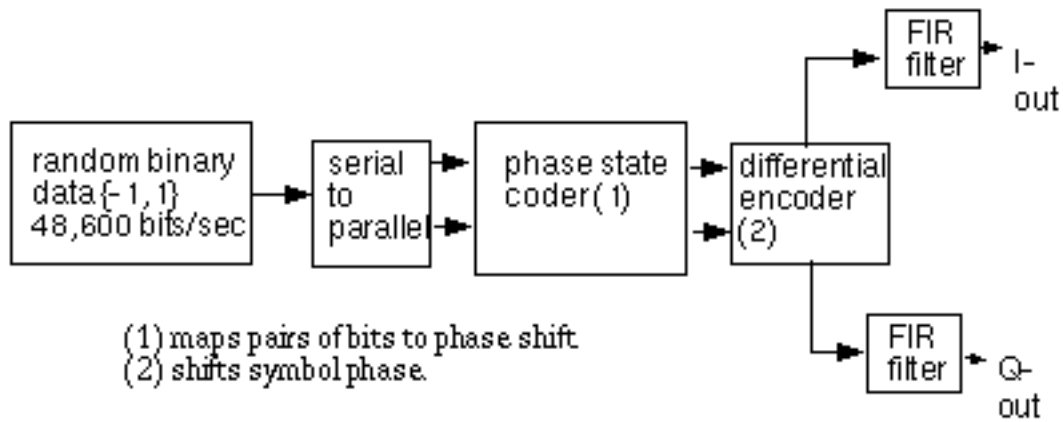 random binary
data {-1, 1}
48,600 bits/sec
serial
to
parallel
phase state
coder (1)
differential
encoder
(2)
FIR
filter
I-
out
FIR
filter
Q-
out
(1) maps pairs of bits to phase shift.
(2) shifts symbol phase.